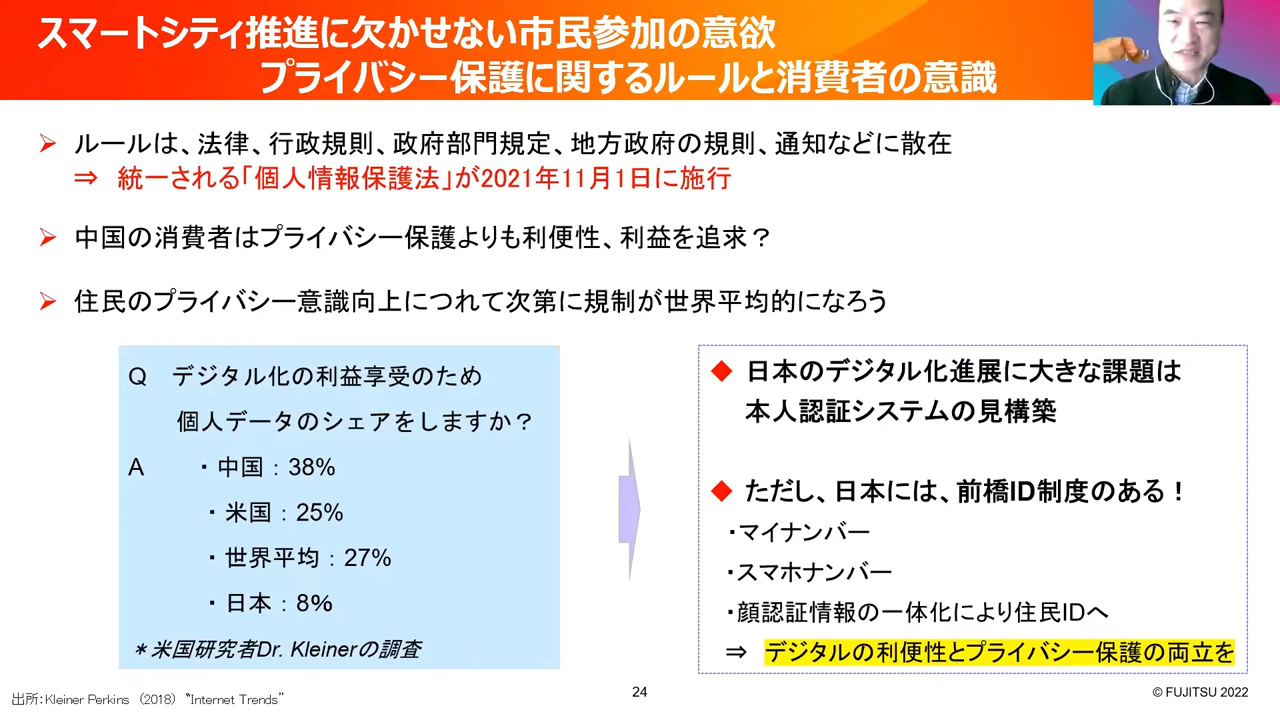 スマートシティ推進に欠かせない市民参加の意欲
プライバシー保護に関するルールと消費者の意識
➢ ルールは、法律、行政規則、政府部門規定、地方政府の規則、通知などに散在
⇒ 統一される「個人情報保護法」が2021年11月1日に施行
➢ 中国の消費者はプライバシー保護よりも利便性、利益を追求？
➢ 住民のプライバシー意識向上につれて次第に規制が世界平均的になろう
Q デジタル化の利益享受のため
個人データのシェアをしますか？
A ・中国：38%
・米国：25%
・世界平均：27%
・日本：8%
＊米国研究者Dr. Kleinerの調査
◆ 日本のデジタル化進展に大きな課題は
本人認証システムの見構築
◆ ただし、日本には、前橋ID制度のある！
・マイナンバー
・スマホナンバー
・顔認証情報の一体化により住民IDへ
⇒ デジタルの利便性とプライバシー保護の両立を
出所：Kleiner Perkins （2018）“Internet Trends”
24
© FUJITSU 2022